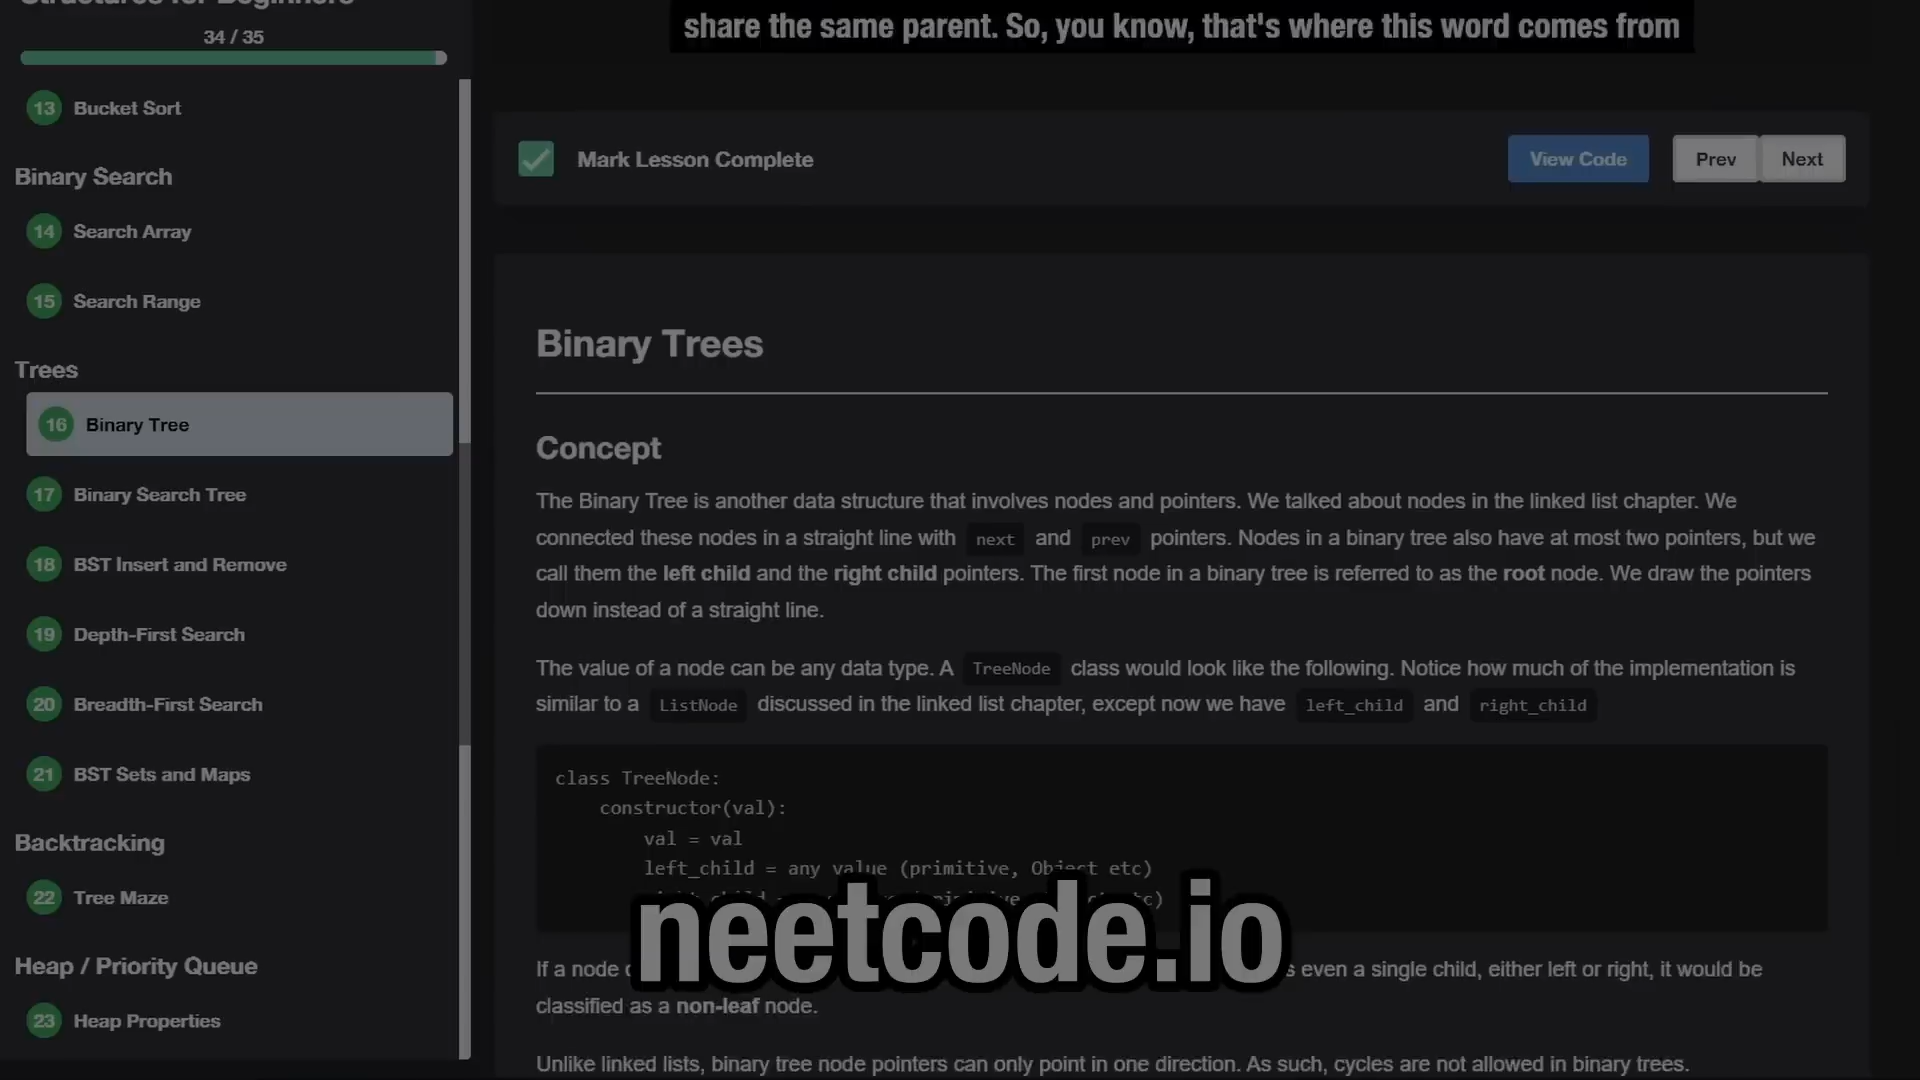 Structures for Beginners
34 / 35
13 Bucket Sort
Binary Search
14 Search Array
15 Search Range
Trees
16 Binary Tree
17 Binary Search Tree
18 BST Insert and Remove
19 Depth-First Search
20 Breadth-First Search
21 BST Sets and Maps
Backtracking
22 Tree Maze
Heap / Priority Queue
23 Heap Properties
share the same parent. So, you know, that's where this word comes from
Mark Lesson Complete
View Code
Prev
Next
Binary Trees
Concept
The Binary Tree is another data structure that involves nodes and pointers. We talked about nodes in the linked list chapter. We
connected these nodes in a straight line with next and prev pointers. Nodes in a binary tree also have at most two pointers, but we
call them the left child and the right child pointers. The first node in a binary tree is referred to as the root node. We draw the pointers
down instead of a straight line.
The value of a node can be any data type. A TreeNode class would look like the following. Notice how much of the implementation is
similar to a ListNode discussed in the linked list chapter, except now we have left_child and right_child
class TreeNode:
constructor(val):
val = val
left_child = any value (primitive, Object etc)
neetcode.io
If a node
even a single child, either left or right, it would be
classified as a non-leaf node.
Unlike linked lists, binary tree node pointers can only point in one direction. As such, cycles are not allowed in binary trees.